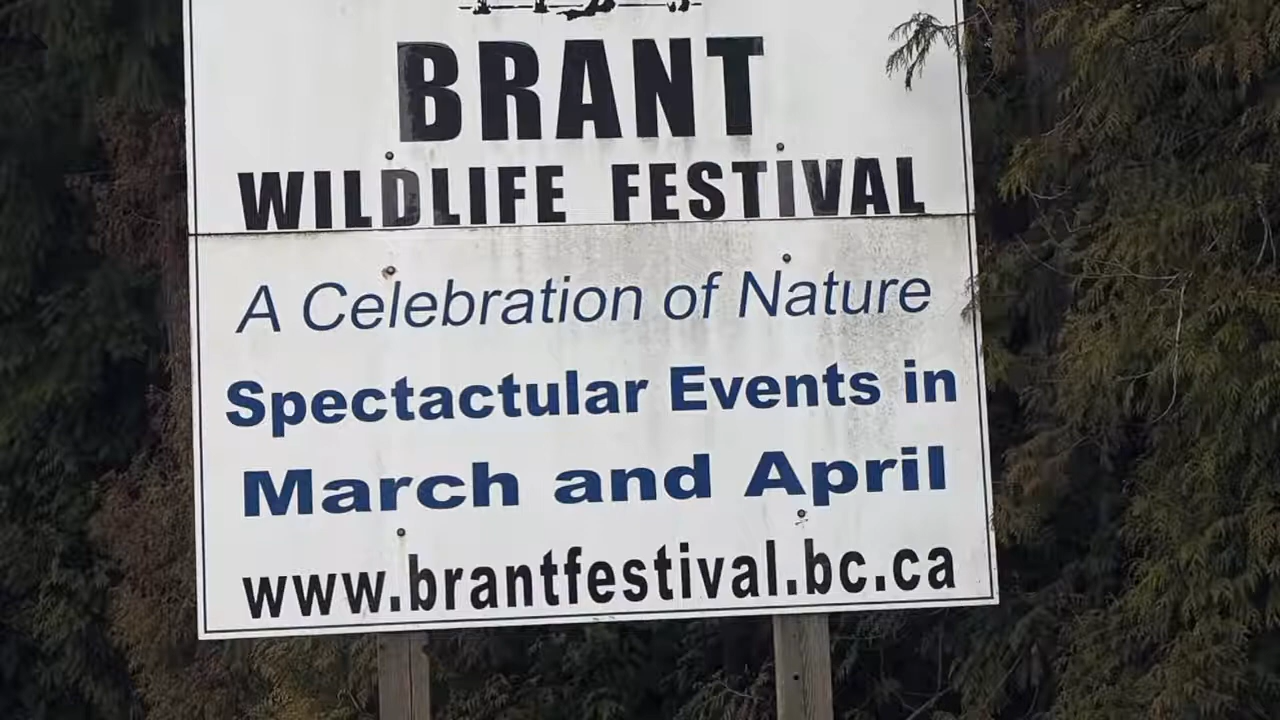 BRANT
WILDLIFE FESTIVAL
A Celebration of Nature
Spectactular Events in
March and April
www.brantfestival.bc.ca